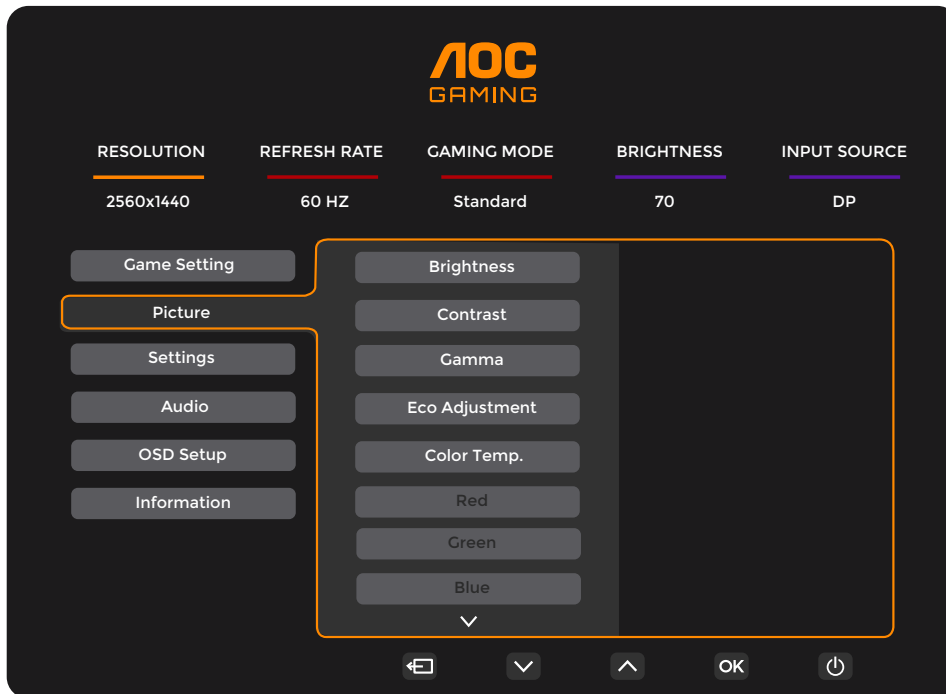 AOC
GAMING
RESOLUTION REFRESH RATE GAMING MODE BRIGHTNESS INPUT SOURCE
2560x1440 60 HZ Standard 70 DP
Game Setting
Picture
Settings
Audio
OSD Setup
Information
Brightness
Contrast
Gamma
Eco Adjustment
Color Temp.
Red
Green
Blue
OK